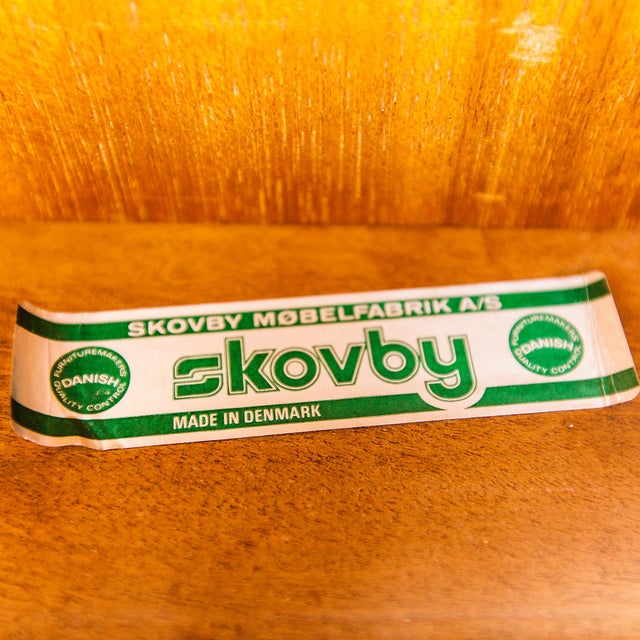 SKOVBY MØBELFABRIK A/S
FURNITUREMAKERS
DANISH
QUALITY CONTROL
skovby
FURNITUREMAKERS
DANISH
QUALITY CONTROL
MADE IN DENMARK